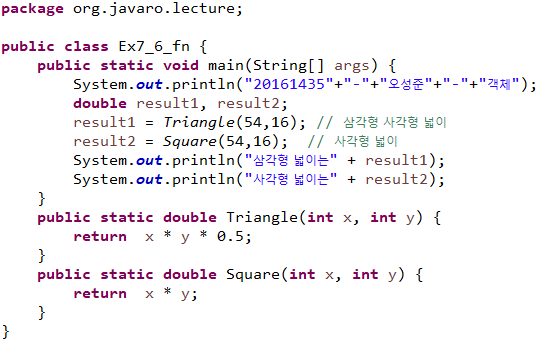 package org.javaro.lecture;
public class Ex7_6_fn {
public static void main(String[] args) {
System.out.println("20161435"+"-"+"오성준"+"-"+"객체");
double result1, result2;
result1 = Triangle(54,16); // 삼각형 사각형 넓이
result2 = Square(54,16);  // 사각형 넓이
System.out.println("삼각형 넓이는" + result1);
System.out.println("사각형 넓이는" + result2);
}
public static double Triangle(int x, int y) {
return  x * y * 0.5;
}
public static double Square(int x, int y) {
return  x * y;
}
}